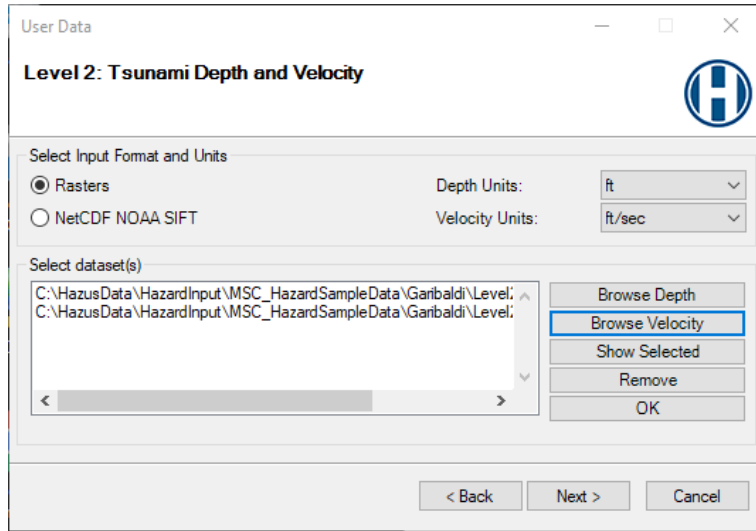 User Data
Level 2: Tsunami Depth and Velocity
Select Input Format and Units
Rasters
Depth Units:
ft
NetCDF NOAA SIFT
Velocity Units:
ft/sec
Select dataset(s)
C:\HazusData\HazardInput\MSC_HazardSampleData\Garibaldi\Level2
C:\HazusData\HazardInput\MSC_HazardSampleData\Garibaldi\Level2
Browse Depth
Browse Velocity
Show Selected
Remove
OK
< Back
Next >
Cancel